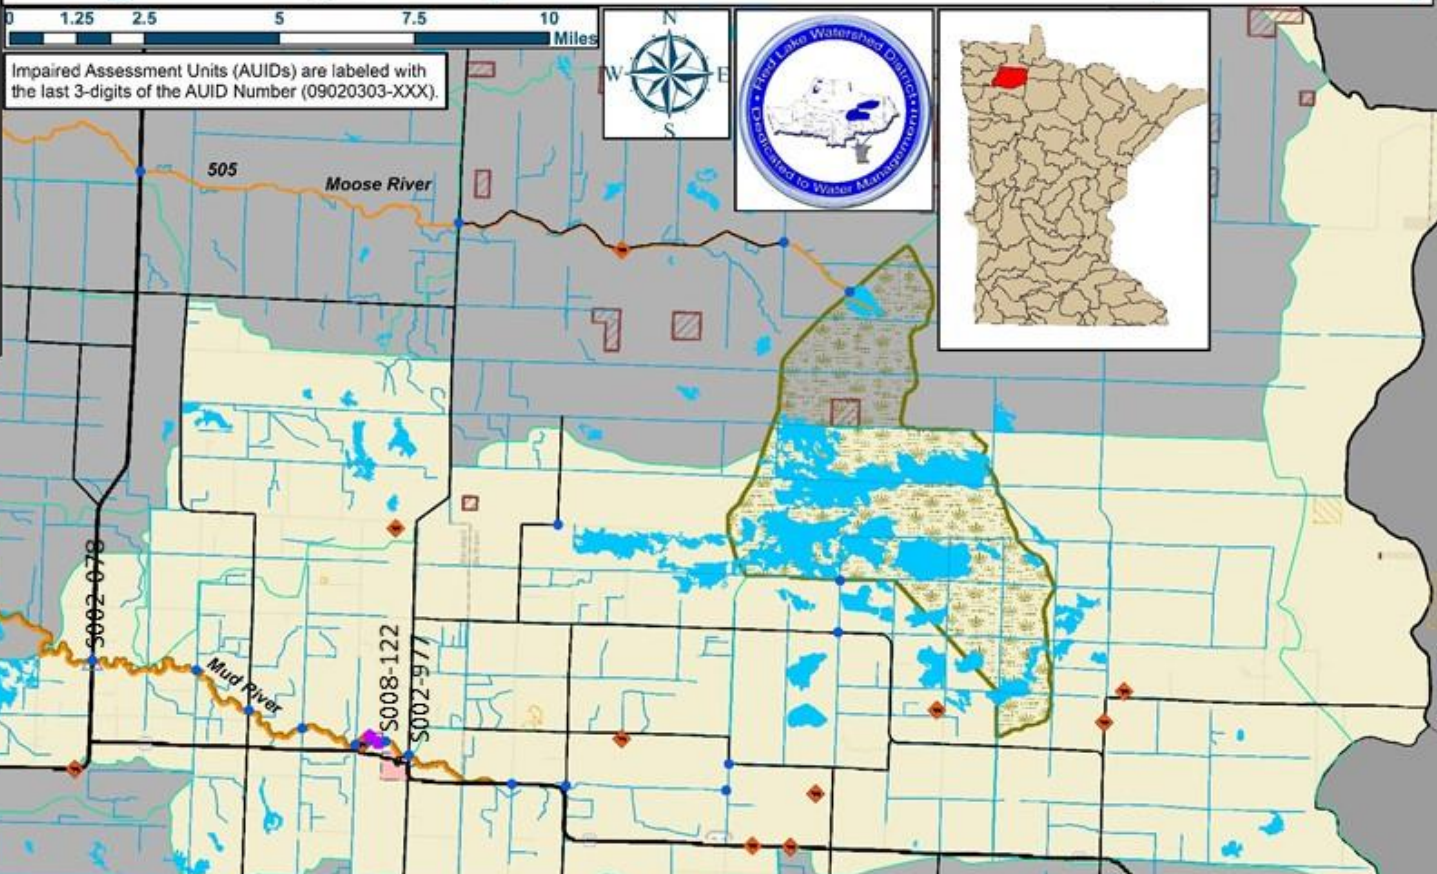 0 1.25 2.5 5 7.5 10
Miles
Impaired Assessment Units (AUIDs) are labeled with
the last 3-digits of the AUID Number (09020303-XXX).
N
W E
S
Red Lake Watershed District
Dedicated to Water Management
505
Moose River
S002-078
Mud River
S008-122
S002-977